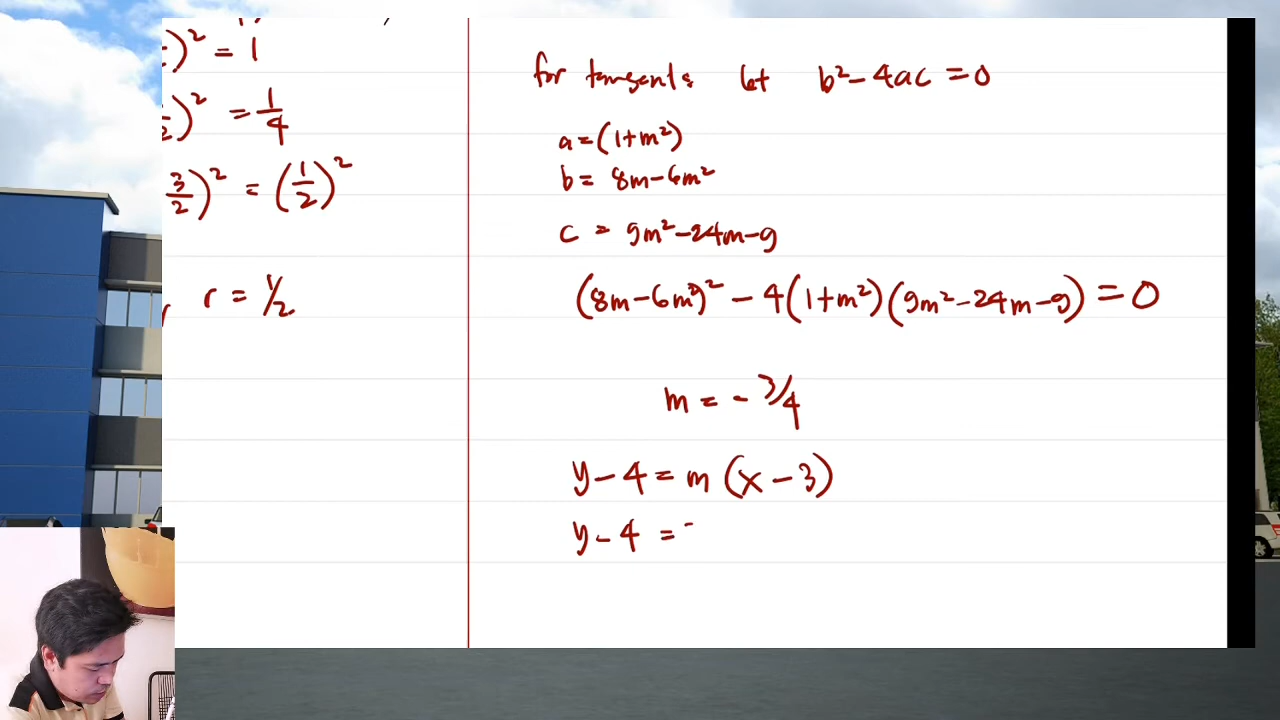 )² = 1
)² = 1/4
3/2)² = (1/2)²
r = 1/2
for tangents let b² - 4ac = 0
a = (1+m²)
b = 8m - 6m²
c = 9m² - 24m - 9
(8m - 6m²)² - 4(1+m²)(9m² - 24m - 9) = 0
m = - 3/4
y - 4 = m (x - 3)
y - 4 = -